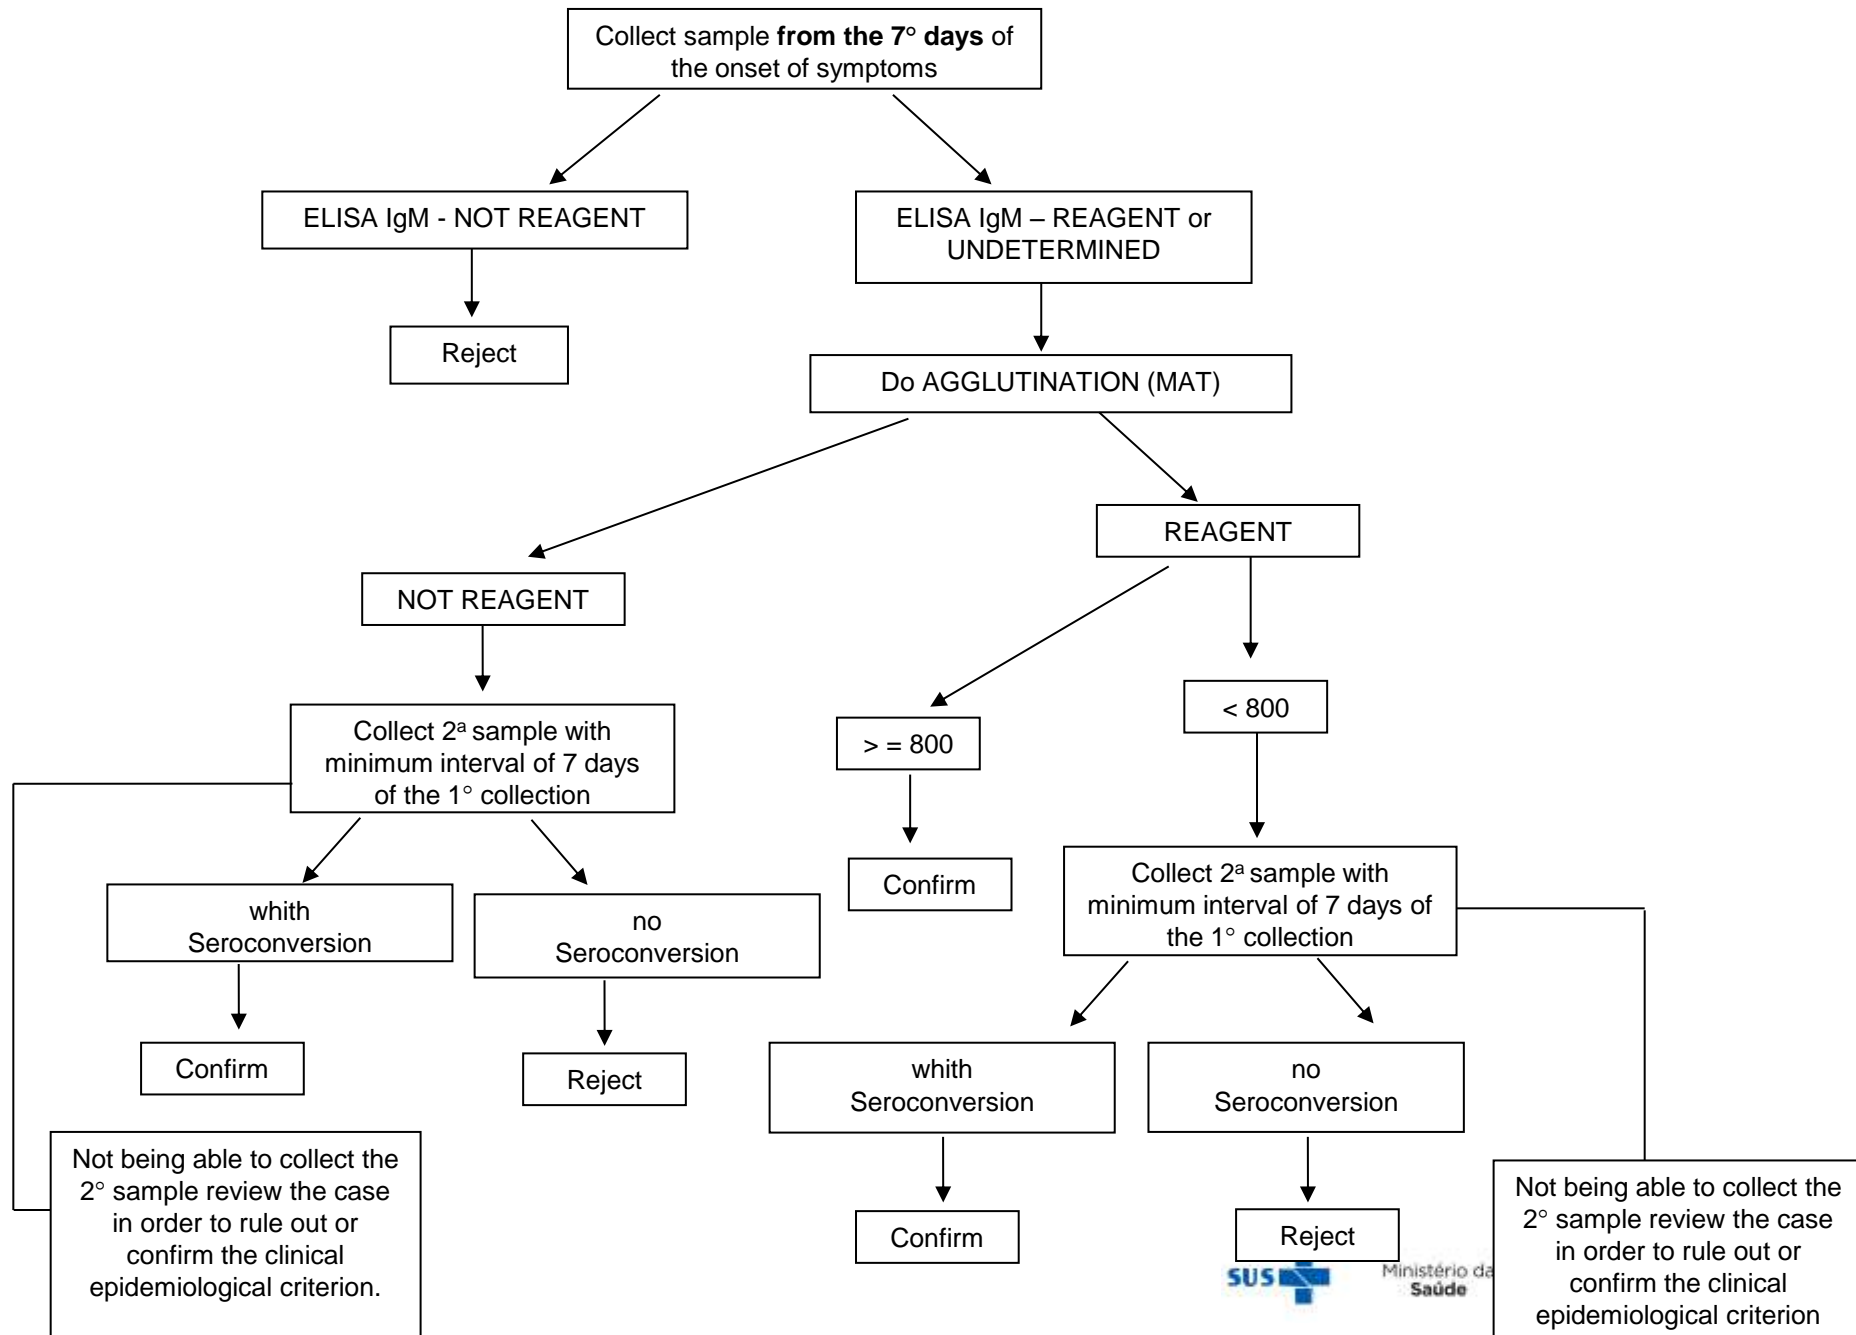 Collect sample from the 7° days of
the onset of symptoms
ELISA IgM - NOT REAGENT
ELISA IgM – REAGENT or
UNDETERMINED
Reject
Do AGGLUTINATION (MAT)
REAGENT
NOT REAGENT
< 800
> = 800
Collect 2ª sample with
minimum interval of 7 days
of the 1° collection
Confirm
Collect 2ª sample with
minimum interval of 7 days of
the 1° collection
whith
Seroconversion
no
Seroconversion
Confirm
Reject
whith
Seroconversion
no
Seroconversion
Not being able to collect the
2° sample review the case
in order to rule out or
confirm the clinical
epidemiological criterion.
Confirm
Reject
Not being able to collect the
2° sample review the case
in order to rule out or
confirm the clinical
epidemiological criterion
SUS
Ministério da
Saúde